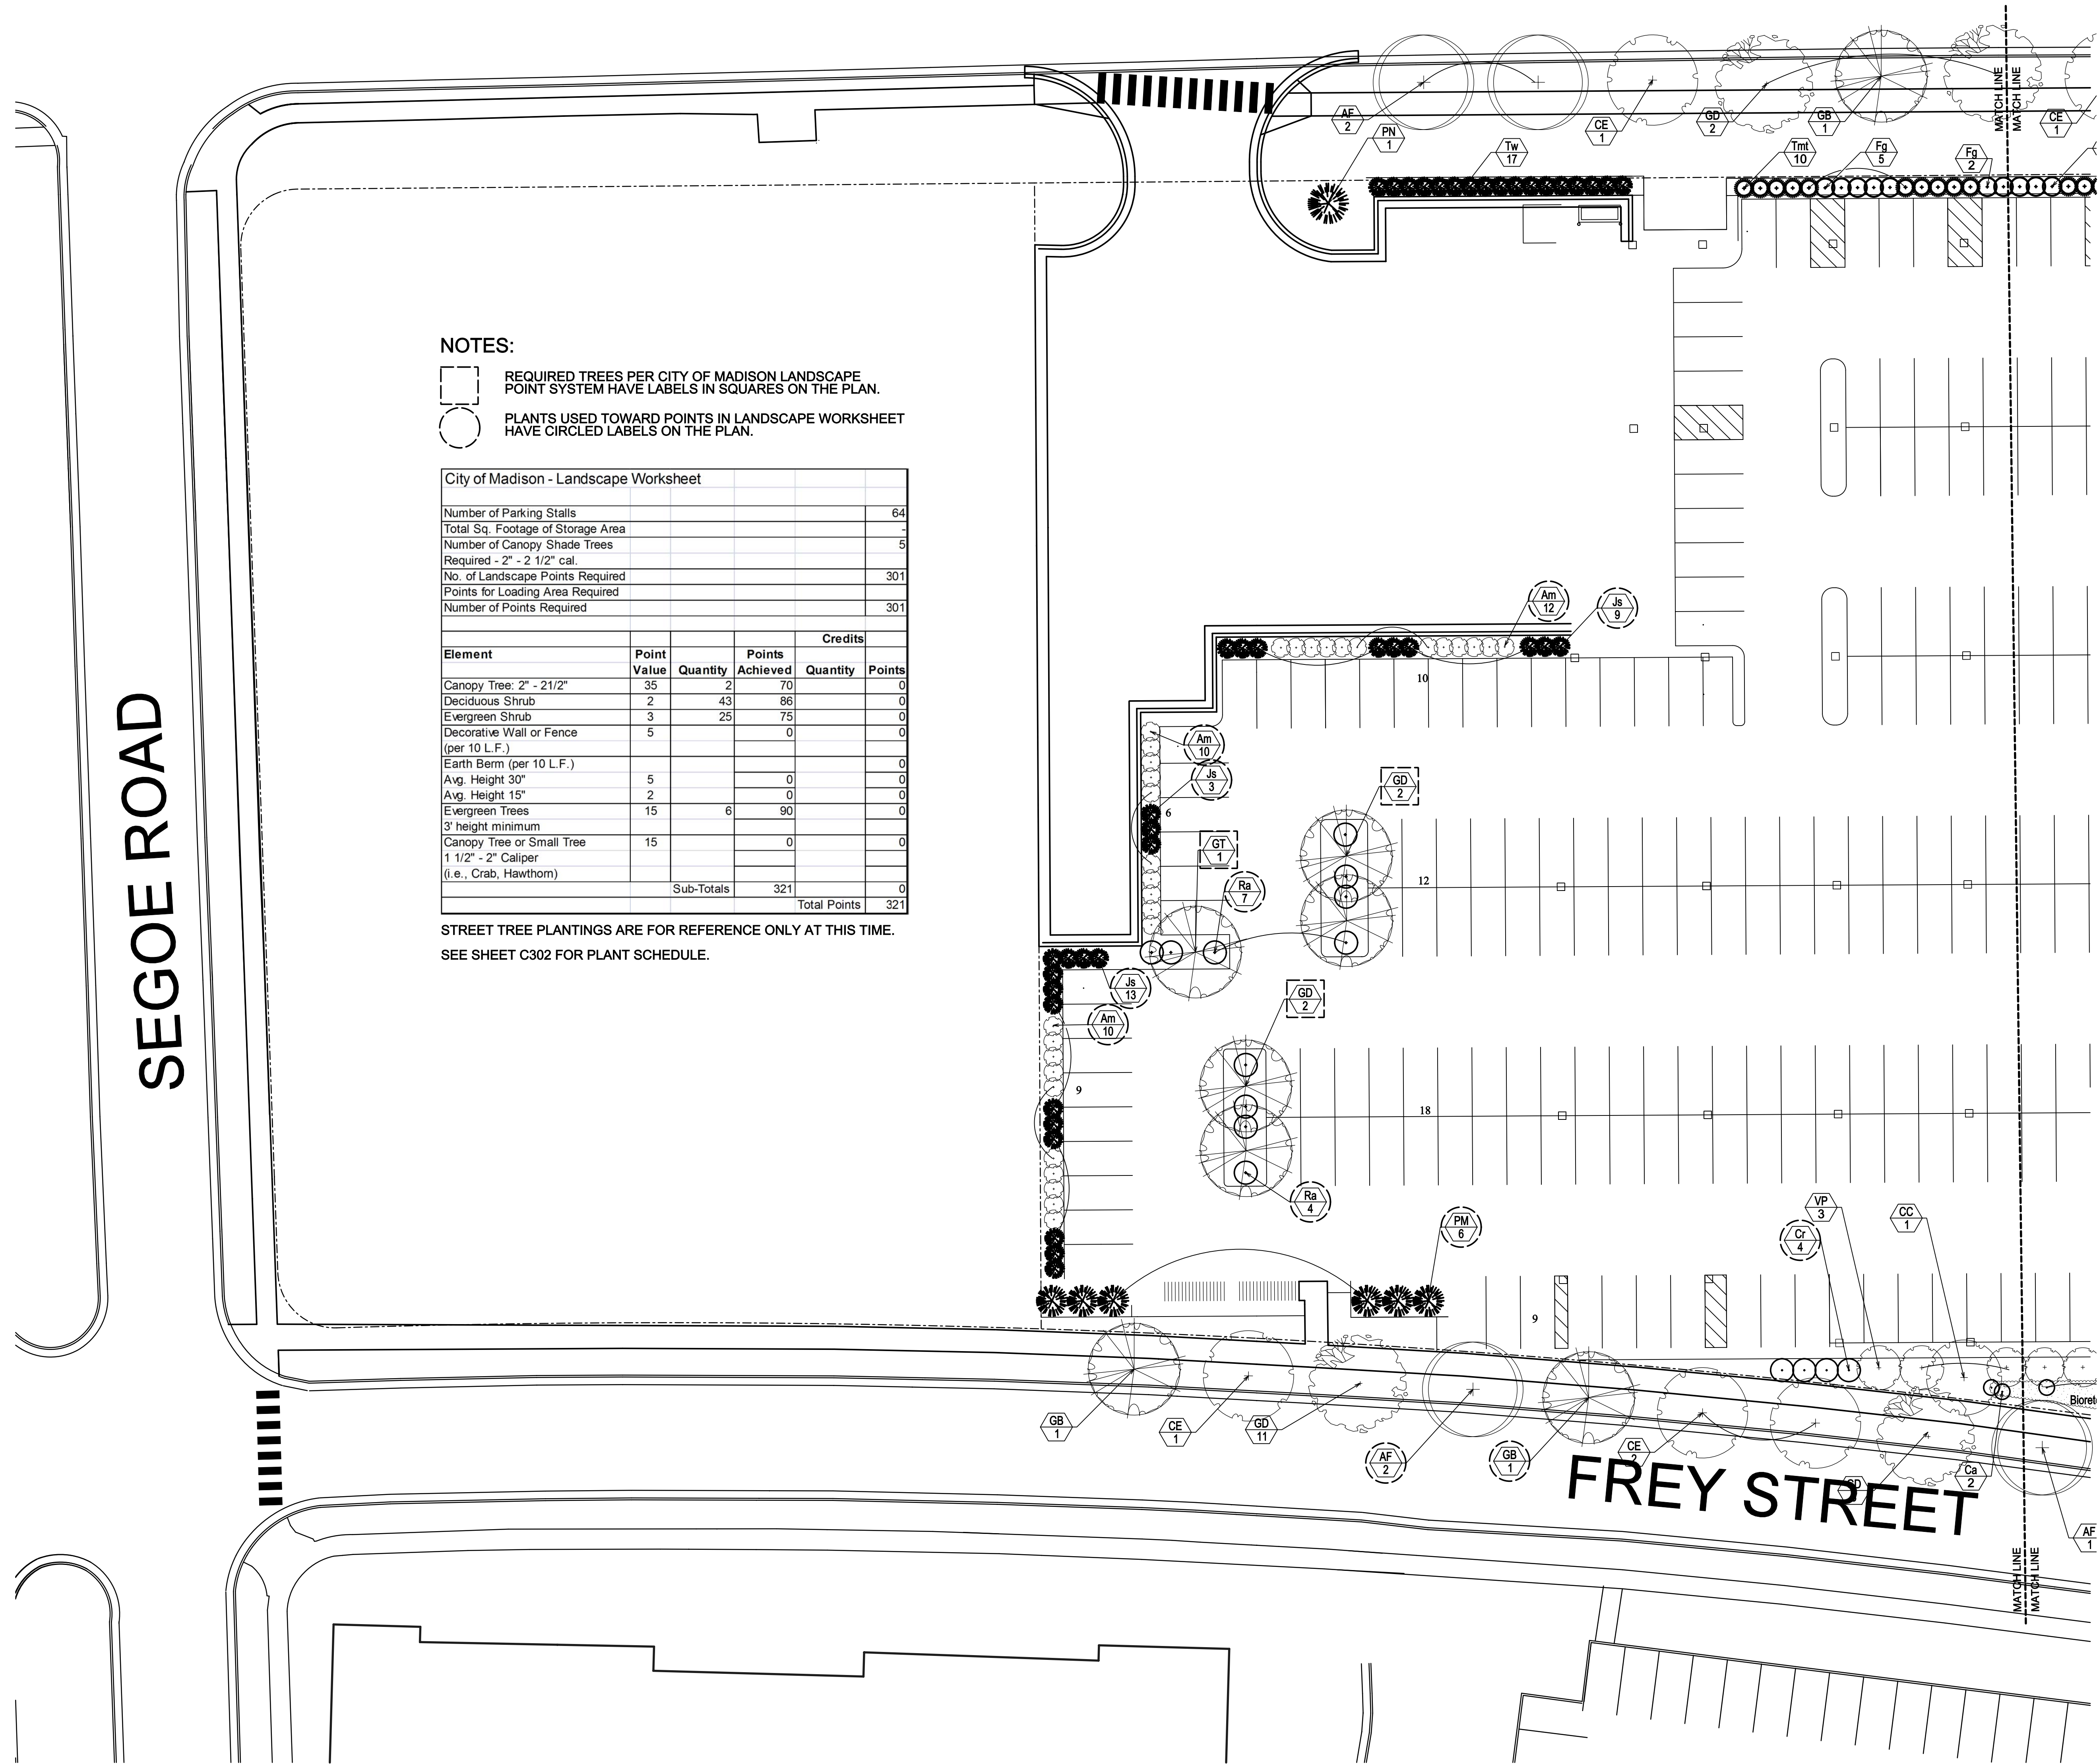 MATCH LINE
MATCH LINE
AF
2
PN
1
CE
1
GD
2
GB
1
CE
1
Tw
17
Tmt
10
Fg
5
Fg
2
NOTES:
REQUIRED TREES PER CITY OF MADISON LANDSCAPE
POINT SYSTEM HAVE LABELS IN SQUARES ON THE PLAN.
PLANTS USED TOWARD POINTS IN LANDSCAPE WORKSHEET
HAVE CIRCLED LABELS ON THE PLAN.
City of Madison - Landscape Worksheet
Number of Parking Stalls 64
Total Sq. Footage of Storage Area -
Number of Canopy Shade Trees 5
Required - 2" - 2 1/2" cal.
No. of Landscape Points Required 301
Points for Loading Area Required
Number of Points Required 301
Credits
Element Point Points
Value Quantity Achieved Quantity Points
Canopy Tree: 2" - 21/2" 35 2 70 0
Deciduous Shrub 2 43 86 0
Evergreen Shrub 3 25 75 0
Decorative Wall or Fence 5 0 0
(per 10 L.F.)
Earth Berm (per 10 L.F.) 0
Avg. Height 30" 5 0 0
Avg. Height 15" 2 0 0
Evergreen Trees 15 6 90 0
3' height minimum
Canopy Tree or Small Tree 15 0 0
1 1/2" - 2" Caliper
(i.e., Crab, Hawthorn)
Sub-Totals 321 0
Total Points 321
STREET TREE PLANTINGS ARE FOR REFERENCE ONLY AT THIS TIME.
SEE SHEET C302 FOR PLANT SCHEDULE.
SEGOE ROAD
Am
12
Js
9
10
Am
10
Js
3
6
GD
2
GT
1
12
Ra
7
Js
13
GD
2
Am
10
9
18
Ra
4
PM
6
VP
3
CC
1
Cr
4
9
Bioret
GB
1
CE
1
GD
11
AF
2
GB
1
CE
2
Ca
2
FREY STREET
AF
1
MATCH LINE
MATCH LINE